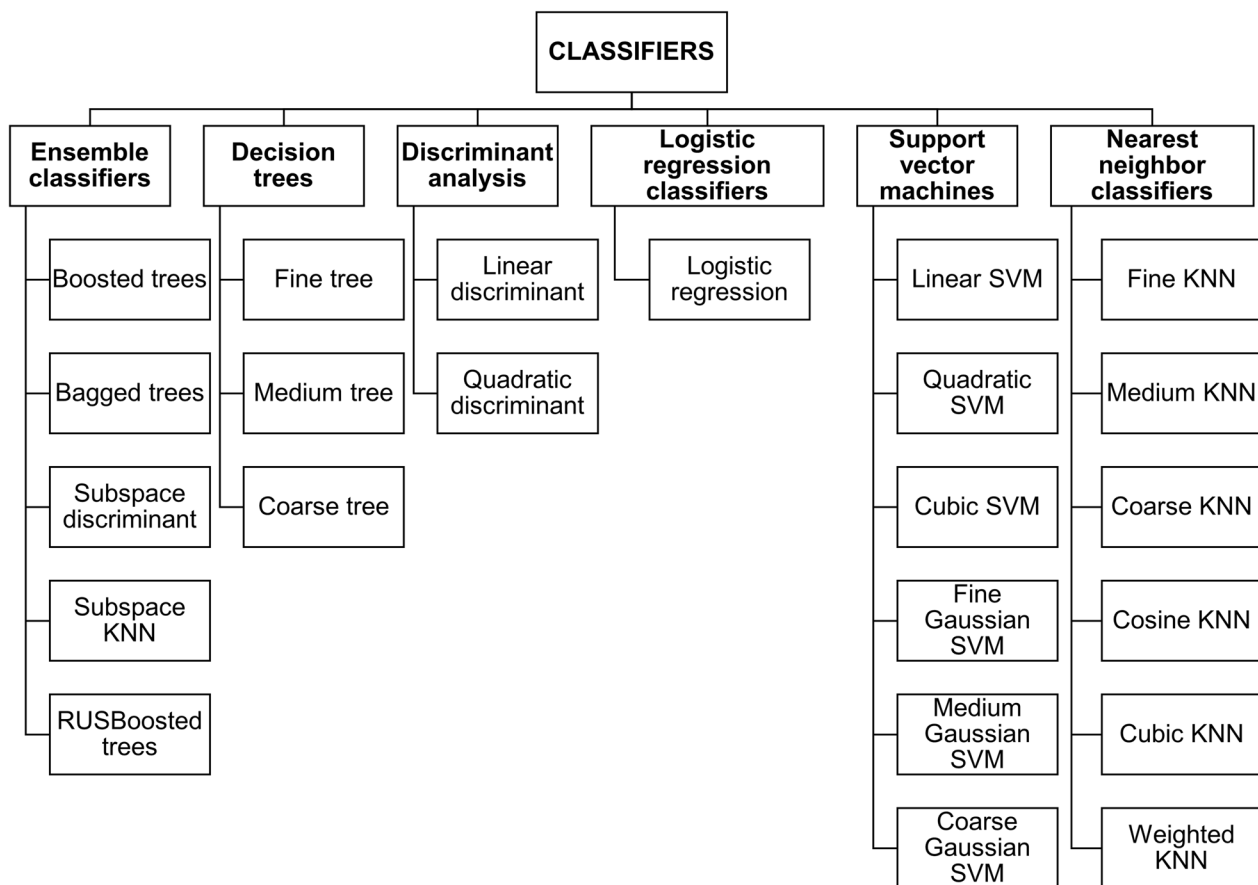 CLASSIFIERS
Ensemble
classifiers
Boosted trees
Bagged trees
Subspace
discriminant
Subspace
KNN
RUSBoosted
trees
Decision
trees
Fine tree
Medium tree
Coarse tree
Discriminant
analysis
Linear
discriminant
Quadratic
discriminant
Logistic
regression
classifiers
Logistic
regression
Support
vector
machines
Linear SVM
Quadratic
SVM
Cubic SVM
Fine
Gaussian
SVM
Medium
Gaussian
SVM
Coarse
Gaussian
SVM
Nearest
neighbor
classifiers
Fine KNN
Medium KNN
Coarse KNN
Cosine KNN
Cubic KNN
Weighted
KNN